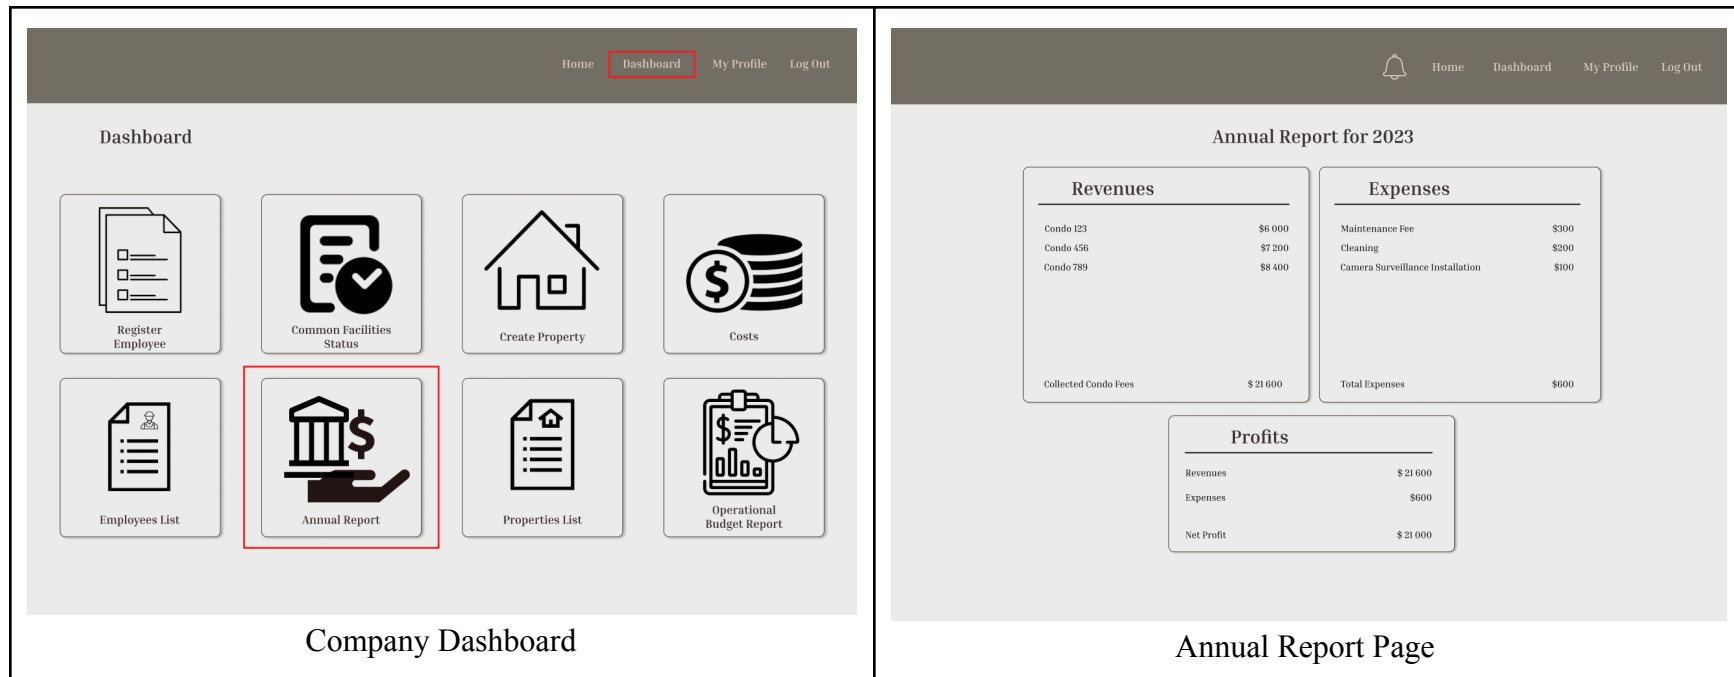 Home Dashboard My Profile Log Out
Dashboard
Register
Employee
Common Facilities
Status
Create Property
Costs
Employees List
Annual Report
Properties List
Operational
Budget Report
Company Dashboard
Home Dashboard My Profile Log Out
Annual Report for 2023
Revenues
Condo 123 $6 000
Condo 456 $7 200
Condo 789 $8 400
Collected Condo Fees $ 21 600
Expenses
Maintenance Fee $300
Cleaning $200
Camera Surveillance Installation $100
Total Expenses $600
Profits
Revenues $ 21 600
Expenses $600
Net Profit $ 21 000
Annual Report Page